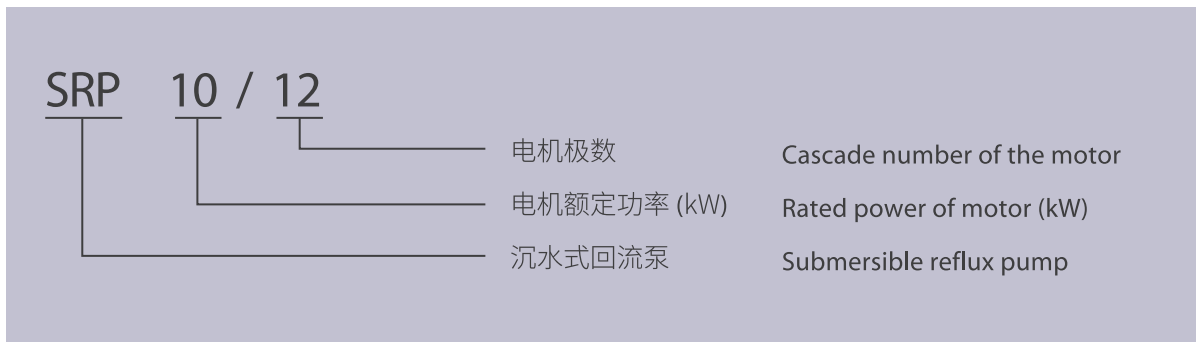 SRP 10 / 12
电机极数 Cascade number of the motor
电机额定功率 (kW) Rated power of motor (kW)
沉水式回流泵 Submersible reflux pump